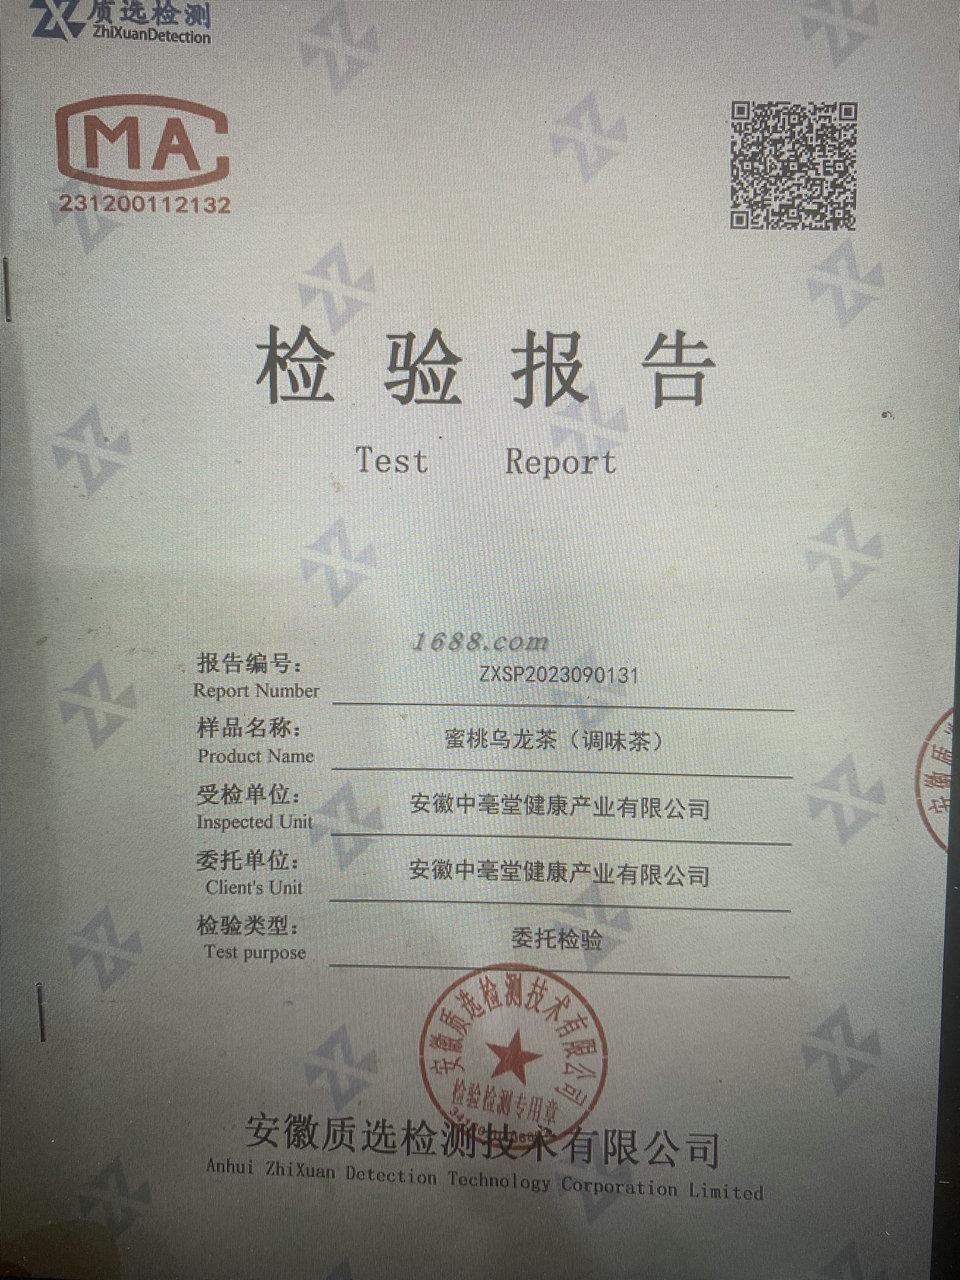 质选检测
ZhiXuanDetection
MA
231200112132
检验报告
Test Report
1688.com
报告编号：
Report Number
ZXSP2023090131
样品名称：
Product Name
蜜桃乌龙茶（调味茶）
受检单位：
Inspected Unit
安徽中亳堂健康产业有限公司
委托单位：
Client's Unit
安徽中亳堂健康产业有限公司
检验类型：
Test purpose
委托检验
安徽质选检测技术有限公司
检验检测专用章
安徽质选检测技术有限公司
Anhui ZhiXuan Detection Technology Corporation Limited
安徽质